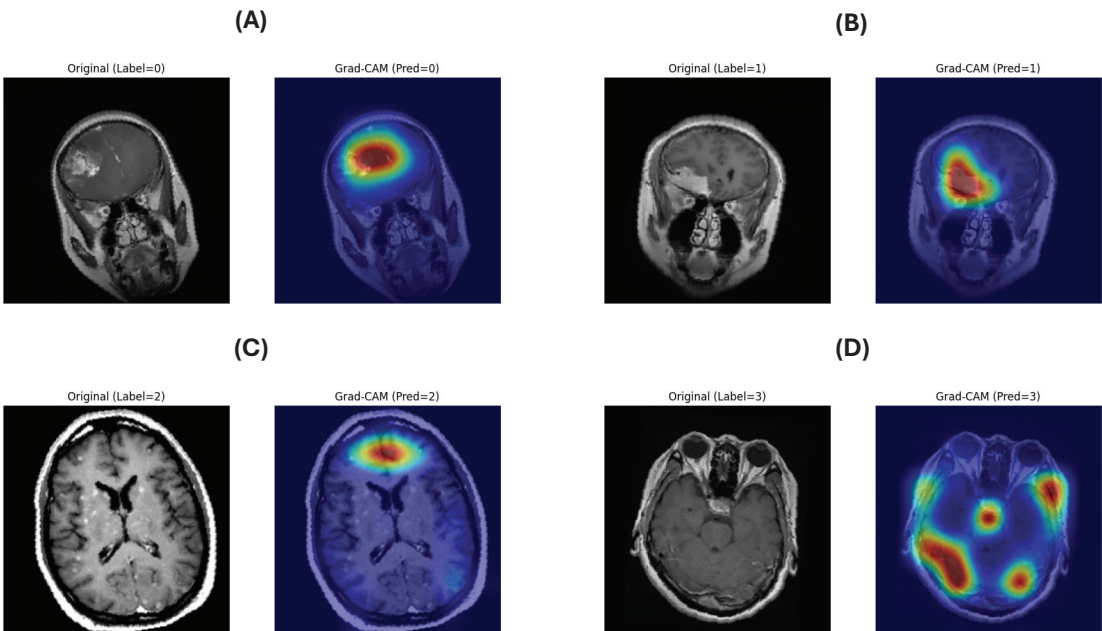 (A)
(B)
Original (Label=0)
Grad-CAM (Pred=0)
Original (Label=1)
Grad-CAM (Pred=1)
(C)
(D)
Original (Label=2)
Grad-CAM (Pred=2)
Original (Label=3)
Grad-CAM (Pred=3)